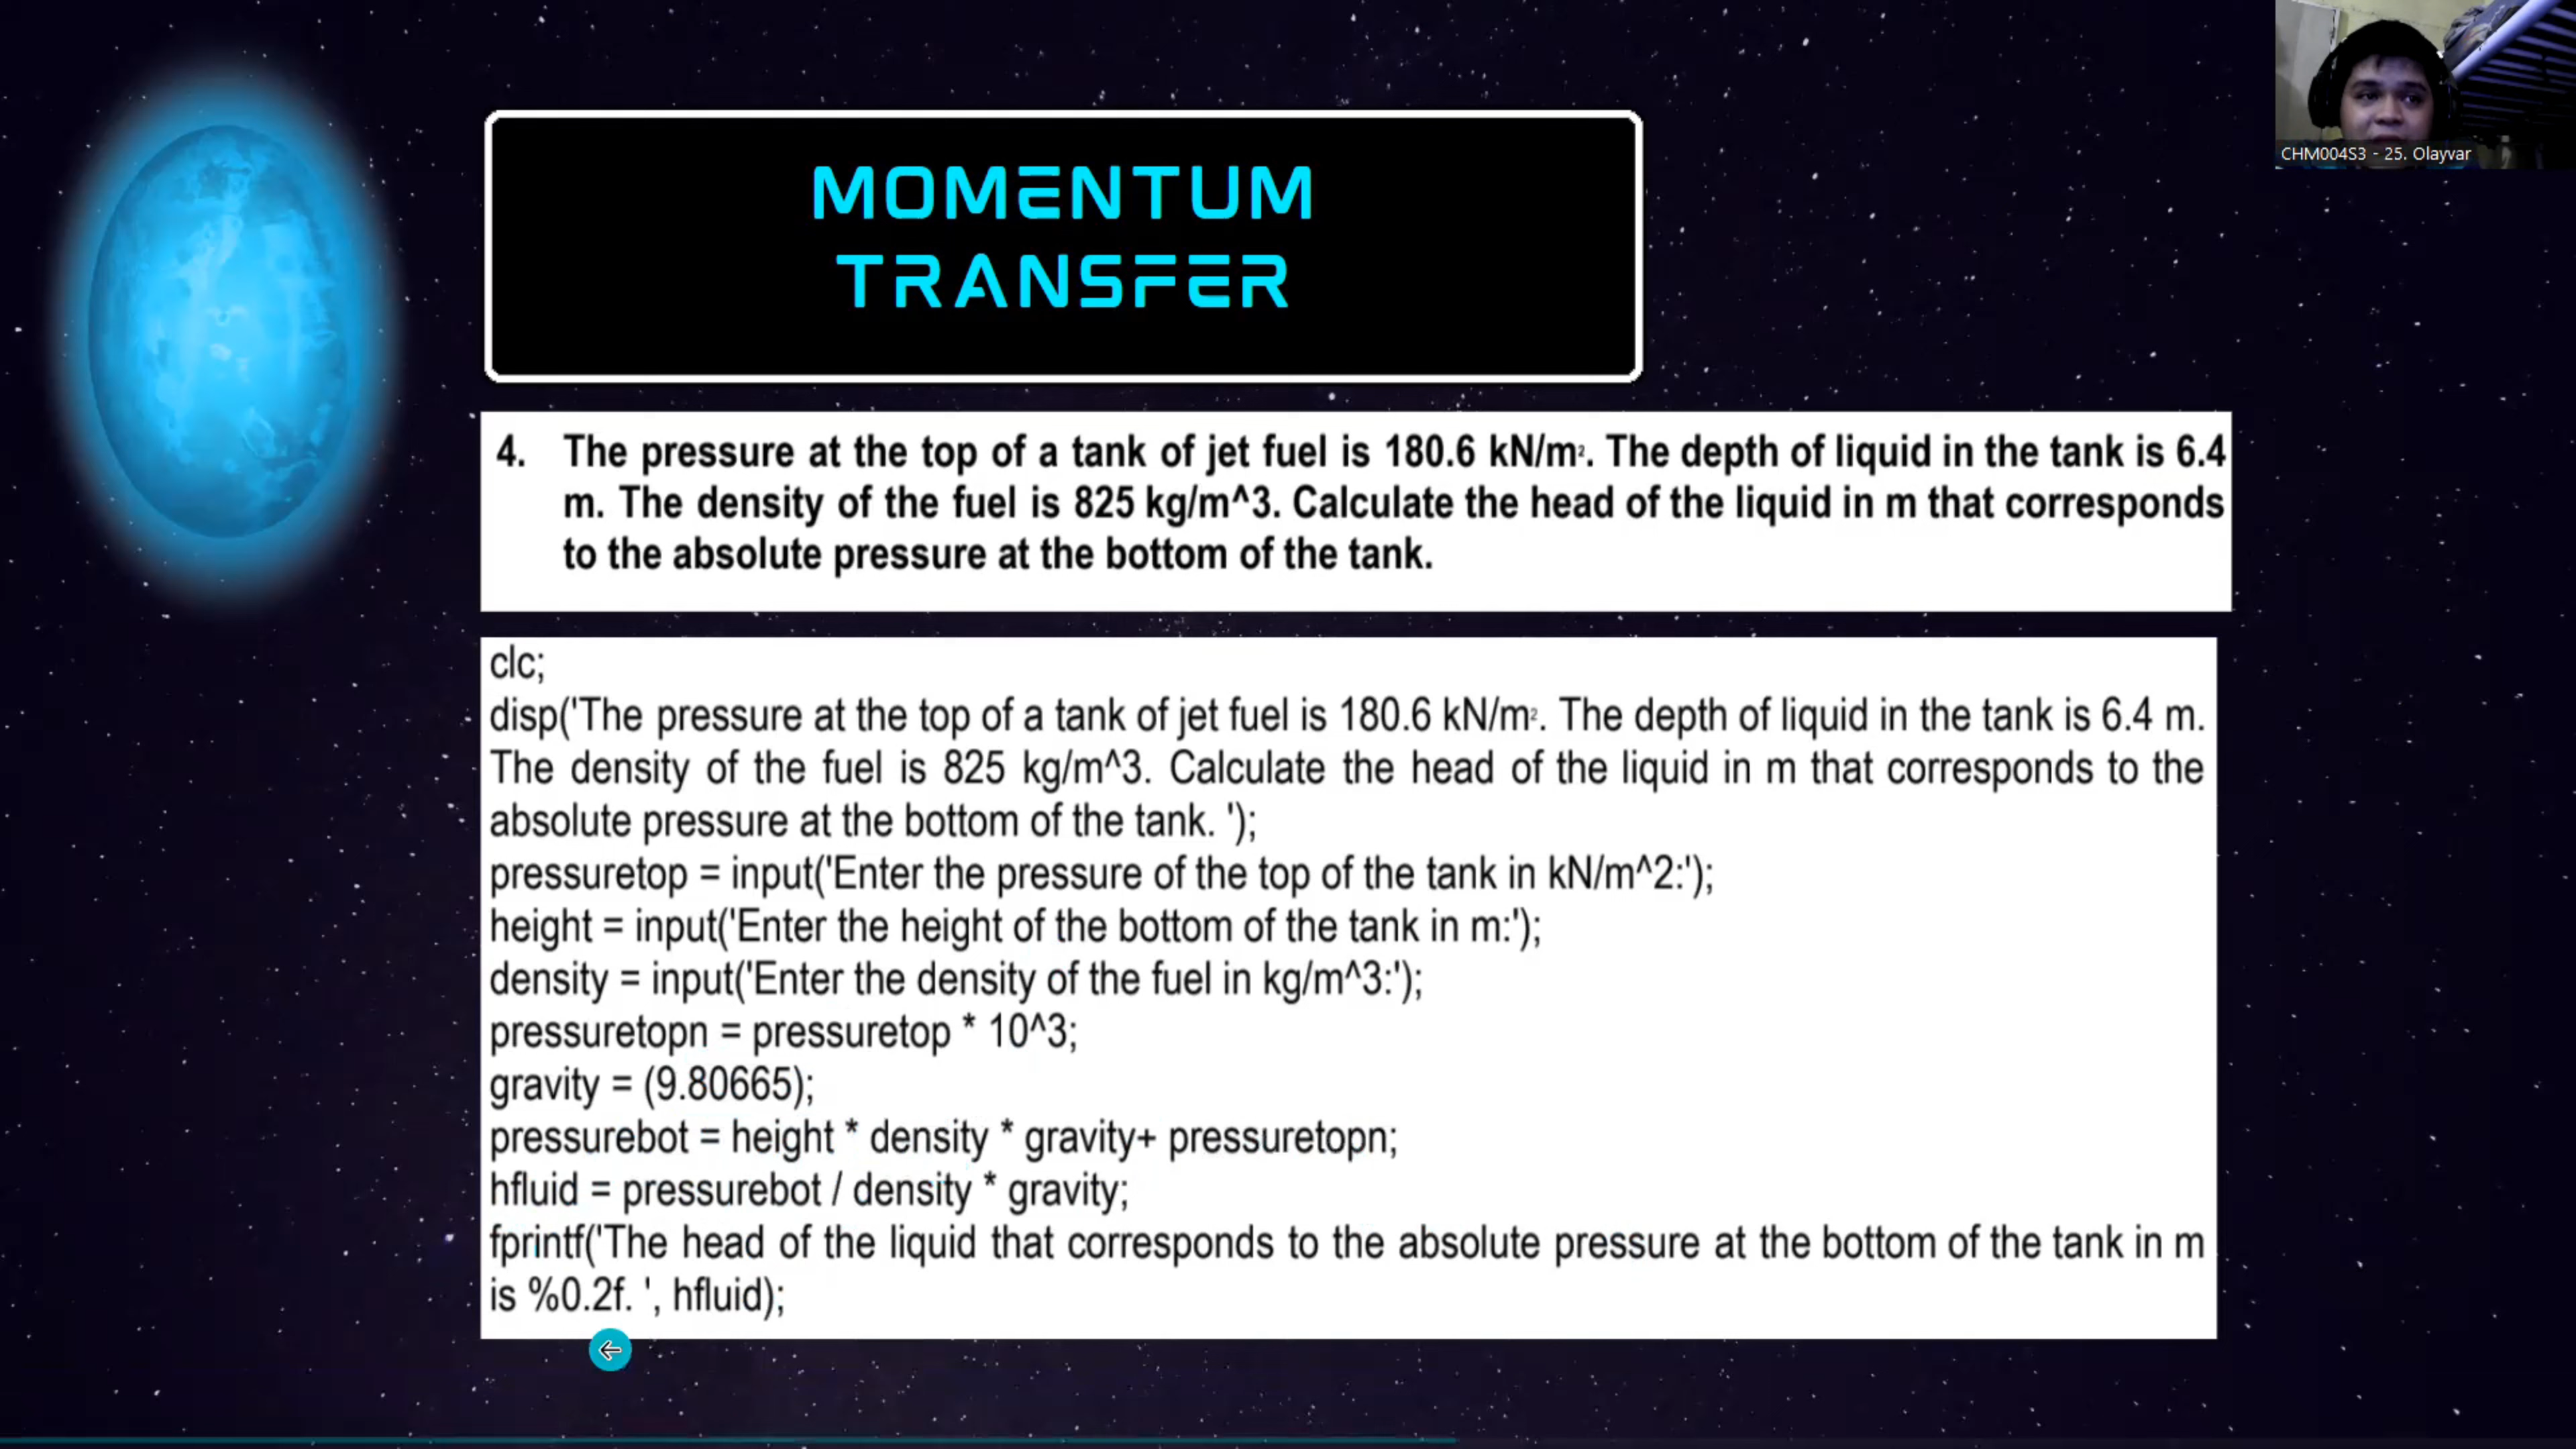 CHM004S3 - 25. Olayvar
MOMENTUM
TRANSFER
4. The pressure at the top of a tank of jet fuel is 180.6 kN/m². The depth of liquid in the tank is 6.4
m. The density of the fuel is 825 kg/m^3. Calculate the head of the liquid in m that corresponds
to the absolute pressure at the bottom of the tank.
clc;
disp('The pressure at the top of a tank of jet fuel is 180.6 kN/m². The depth of liquid in the tank is 6.4 m.
The density of the fuel is 825 kg/m^3. Calculate the head of the liquid in m that corresponds to the
absolute pressure at the bottom of the tank. ');
pressuretop = input('Enter the pressure of the top of the tank in kN/m^2:');
height = input('Enter the height of the bottom of the tank in m:');
density = input('Enter the density of the fuel in kg/m^3:');
pressuretopn = pressuretop * 10^3;
gravity = (9.80665);
pressurebot = height * density * gravity+ pressuretopn;
hfluid = pressurebot / density * gravity;
fprintf('The head of the liquid that corresponds to the absolute pressure at the bottom of the tank in m
is %0.2f. ', hfluid);